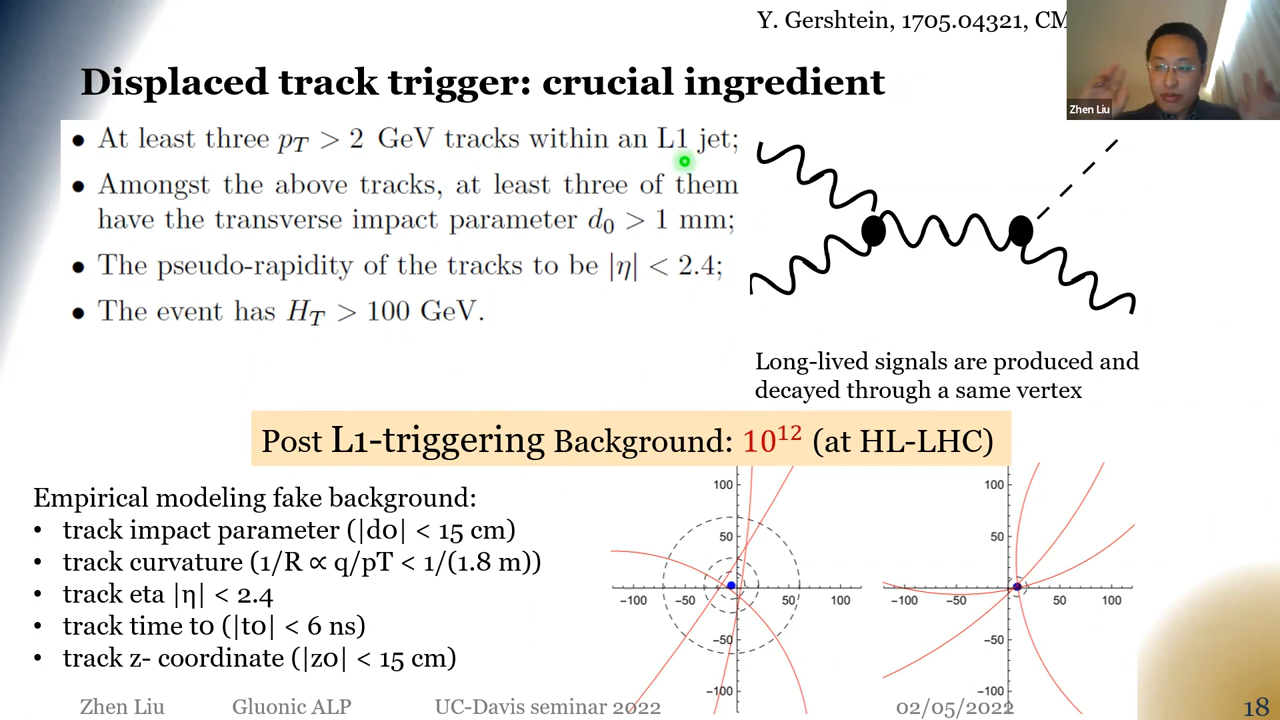 Y. Gershtein, 1705.04321, CM
Zhen Liu
Displaced track trigger: crucial ingredient
• At least three pT > 2 GeV tracks within an L1 jet;
• Amongst the above tracks, at least three of them
have the transverse impact parameter d0 > 1 mm;
• The pseudo-rapidity of the tracks to be |η| < 2.4;
• The event has HT > 100 GeV.
Long-lived signals are produced and
decayed through a same vertex
Post L1-triggering Background: 10^12 (at HL-LHC)
Empirical modeling fake background:
• track impact parameter (|d0| < 15 cm)
• track curvature (1/R ∝ q/pT < 1/(1.8 m))
• track eta |η| < 2.4
• track time t0 (|t0| < 6 ns)
• track z- coordinate (|z0| < 15 cm)
100
50
-100 -50 50 100
-50
-100
100
50
-100 -50 50 100
-50
-100
Zhen Liu Gluonic ALP UC-Davis seminar 2022 02/05/2022 18